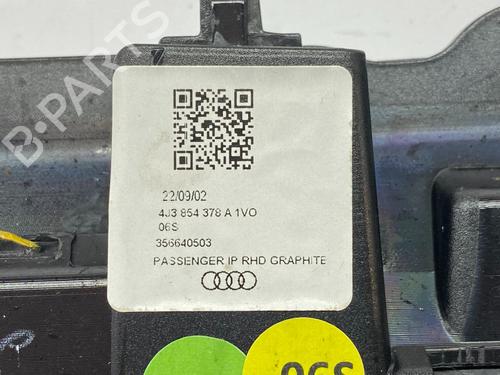 B-PARTS
22/09/02
4J3 854 378 A 1VO
06S
356640503
PASSENGER IP RHD GRAPHITE
06S